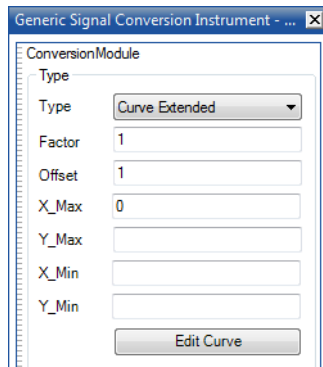 Generic Signal Conversion Instrument - ...
ConversionModule
Type
Type Curve Extended
Factor 1
Offset 1
X_Max 0
Y_Max
X_Min
Y_Min
Edit Curve